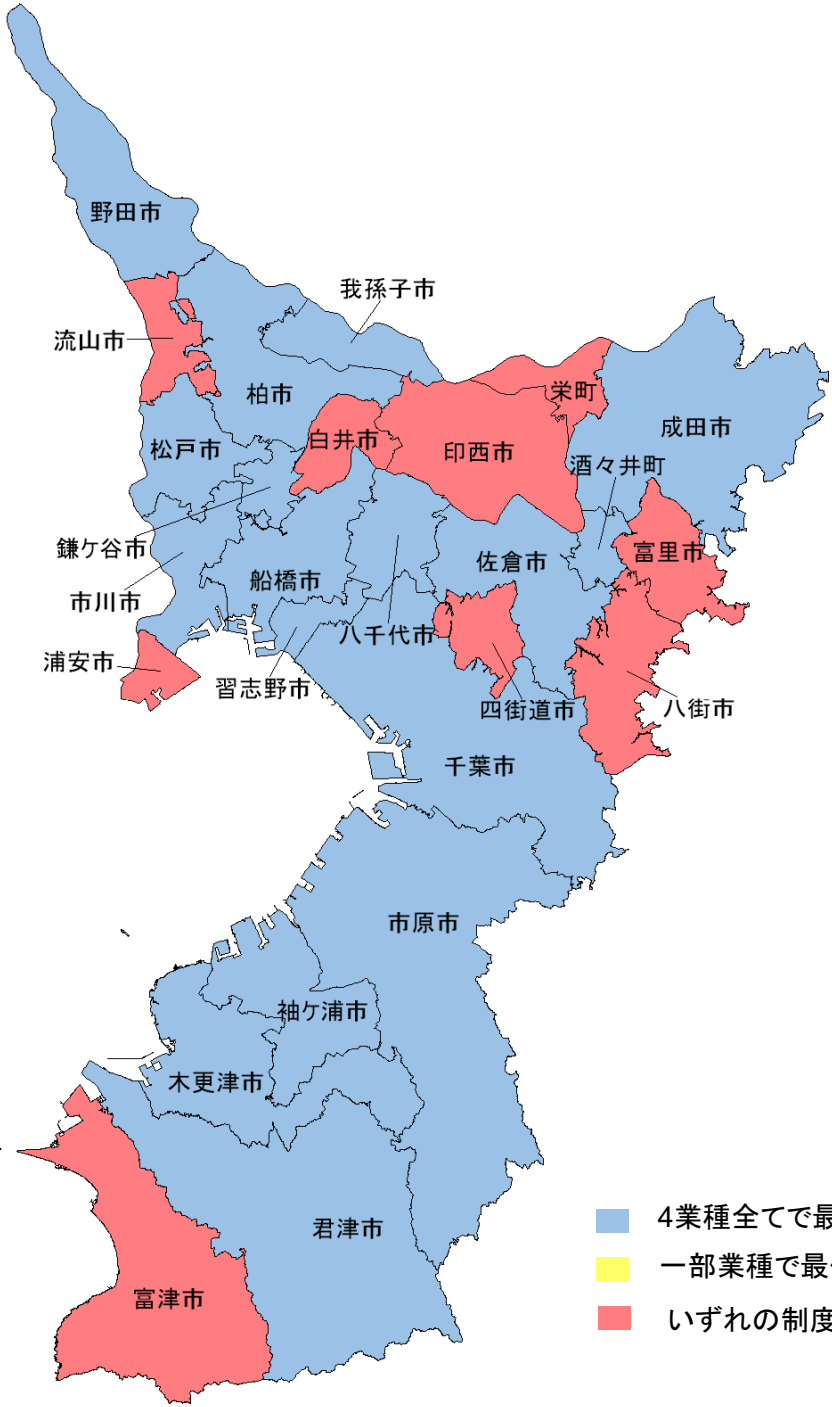 野田市
我孫子市
流山市
柏市
栄町
成田市
白井市
松戸市
印西市
酒々井町
鎌ケ谷市
富里市
佐倉市
船橋市
市川市
八千代市
浦安市
習志野市
四街道市
八街市
千葉市
市原市
袖ケ浦市
木更津市
君津市
富津市
4業種全てで最
一部業種で最
いずれの制度